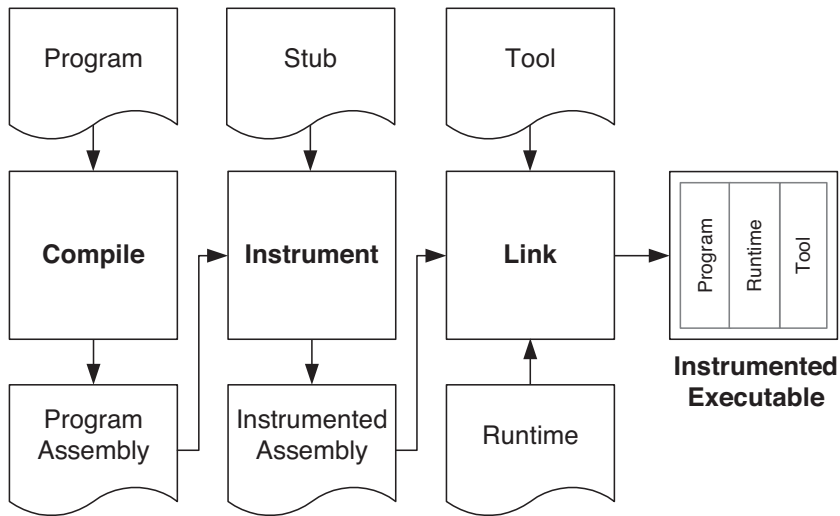 Program
Stub
Tool
Compile
Instrument
Link
Program
Runtime
Tool
Instrumented
Executable
Program
Assembly
Instrumented
Assembly
Runtime